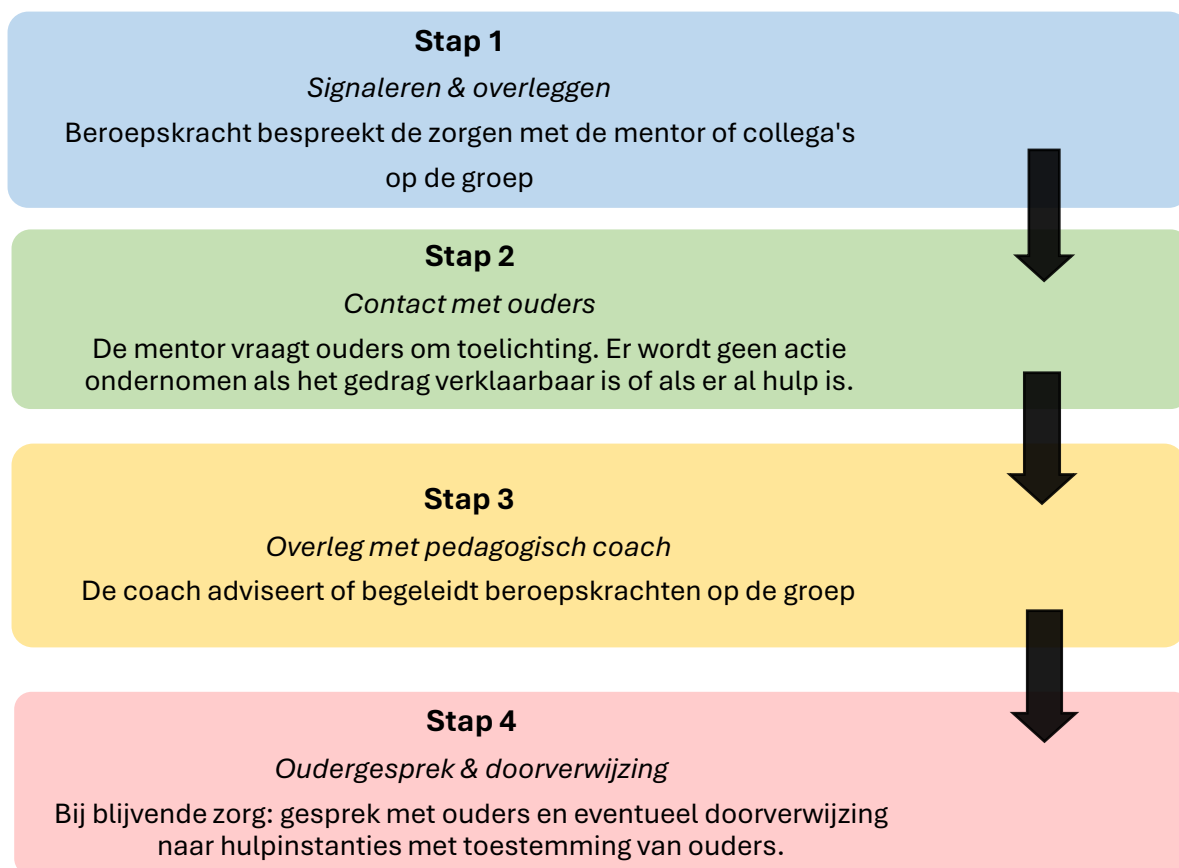 Stap 1
Signaleren & overleggen
Beroepskracht bespreekt de zorgen met de mentor of collega's
op de groep
Stap 2
Contact met ouders
De mentor vraagt ouders om toelichting. Er wordt geen actie
ondernomen als het gedrag verklaarbaar is of als er al hulp is.
Stap 3
Overleg met pedagogisch coach
De coach adviseert of begeleidt beroepskrachten op de groep
Stap 4
Oudergesprek & doorverwijzing
Bij blijvende zorg: gesprek met ouders en eventueel doorverwijzing
naar hulpinstanties met toestemming van ouders.